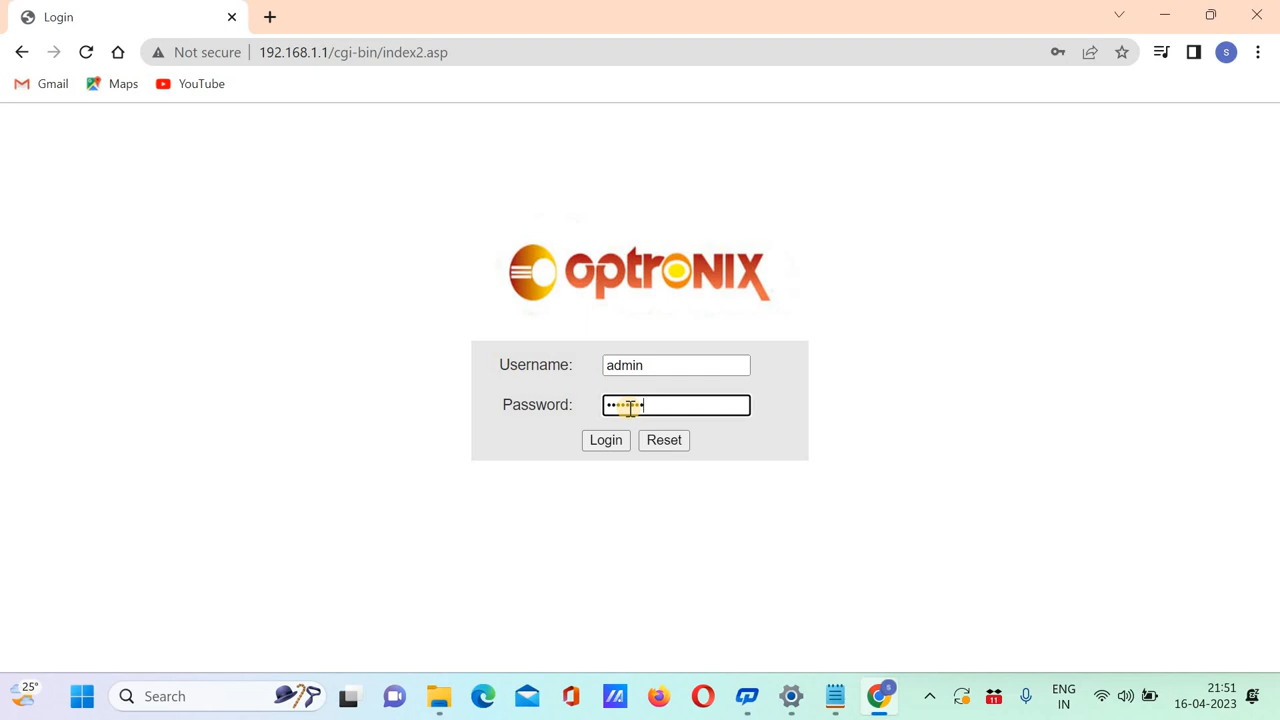 Login
Not secure
192.168.1.1/cgi-bin/index2.asp
s
Gmail
Maps
YouTube
optronix
Username:
admin
Password:
••••••••
Login
Reset
25°
Search
s
11
ENG
IN
21:51
16-04-2023